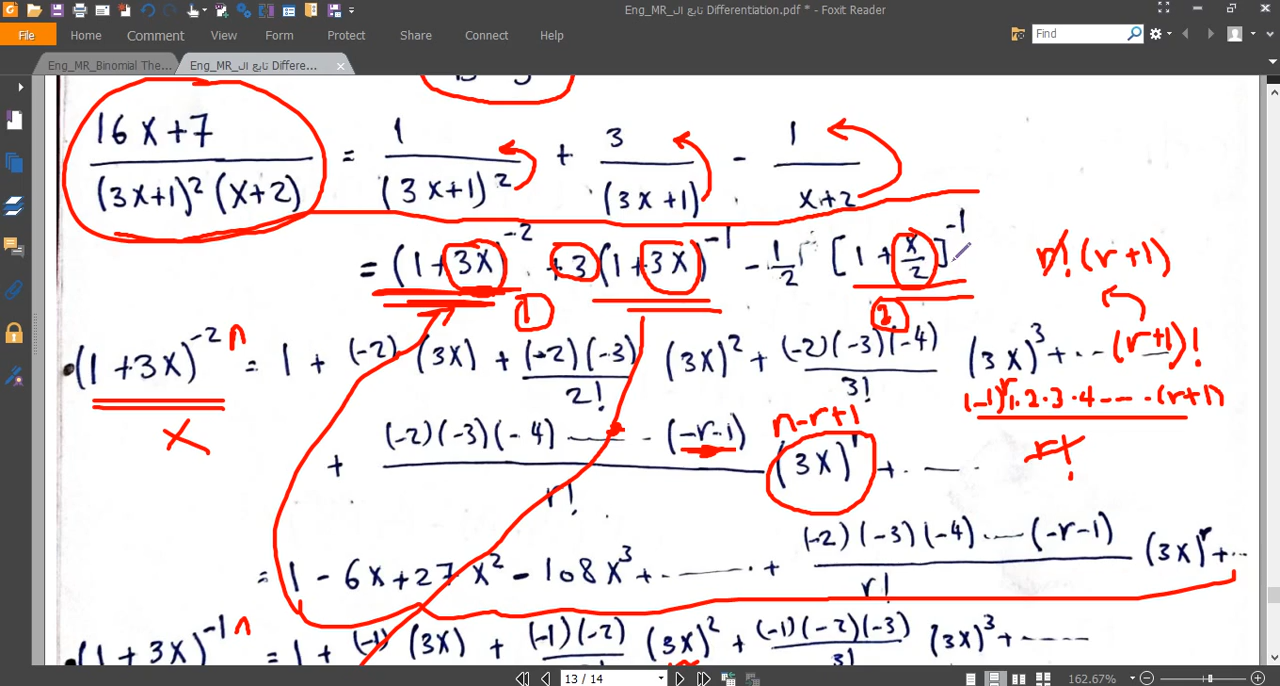 Eng_MR_تابع ال Differentiation.pdf * - Foxit Reader
File Home Comment View Form Protect Share Connect Help Find
Eng_MR_Binomial The... Eng_MR_تابع ال Differe...
16x+7 / (3x+1)² (x+2) = 1 / (3x+1)² + 3 / (3x+1) - 1 / x+2
= (1+3x)⁻² + 3 (1+3x)⁻¹ - 1/2 [1 + x/2]⁻¹ r! (r+1)
1 2
(1+3x)⁻² n = 1 + (-2) (3x) + (-2)(-3) / 2! (3x)² + (-2)(-3)(-4) / 3! (3x)³ + ... (r+1)!
x (-1)ʳ 1.2.3.4 ---- . (r+1) / r!
n-r+1
+ (-2)(-3)(-4) ------ (-r-1) / r! (3x)ʳ + ------
= 1 - 6x + 27x² - 108x³ + ------- + (-2)(-3)(-4) ---- (-r-1) / r! (3x)ʳ + ...
(1+3x)⁻¹ n = 1 + (-1) (3x) + (-1)(-2) (3x)² + (-1)(-2)(-3) / 3! (3x)³ + -----
13 / 14 162.67%